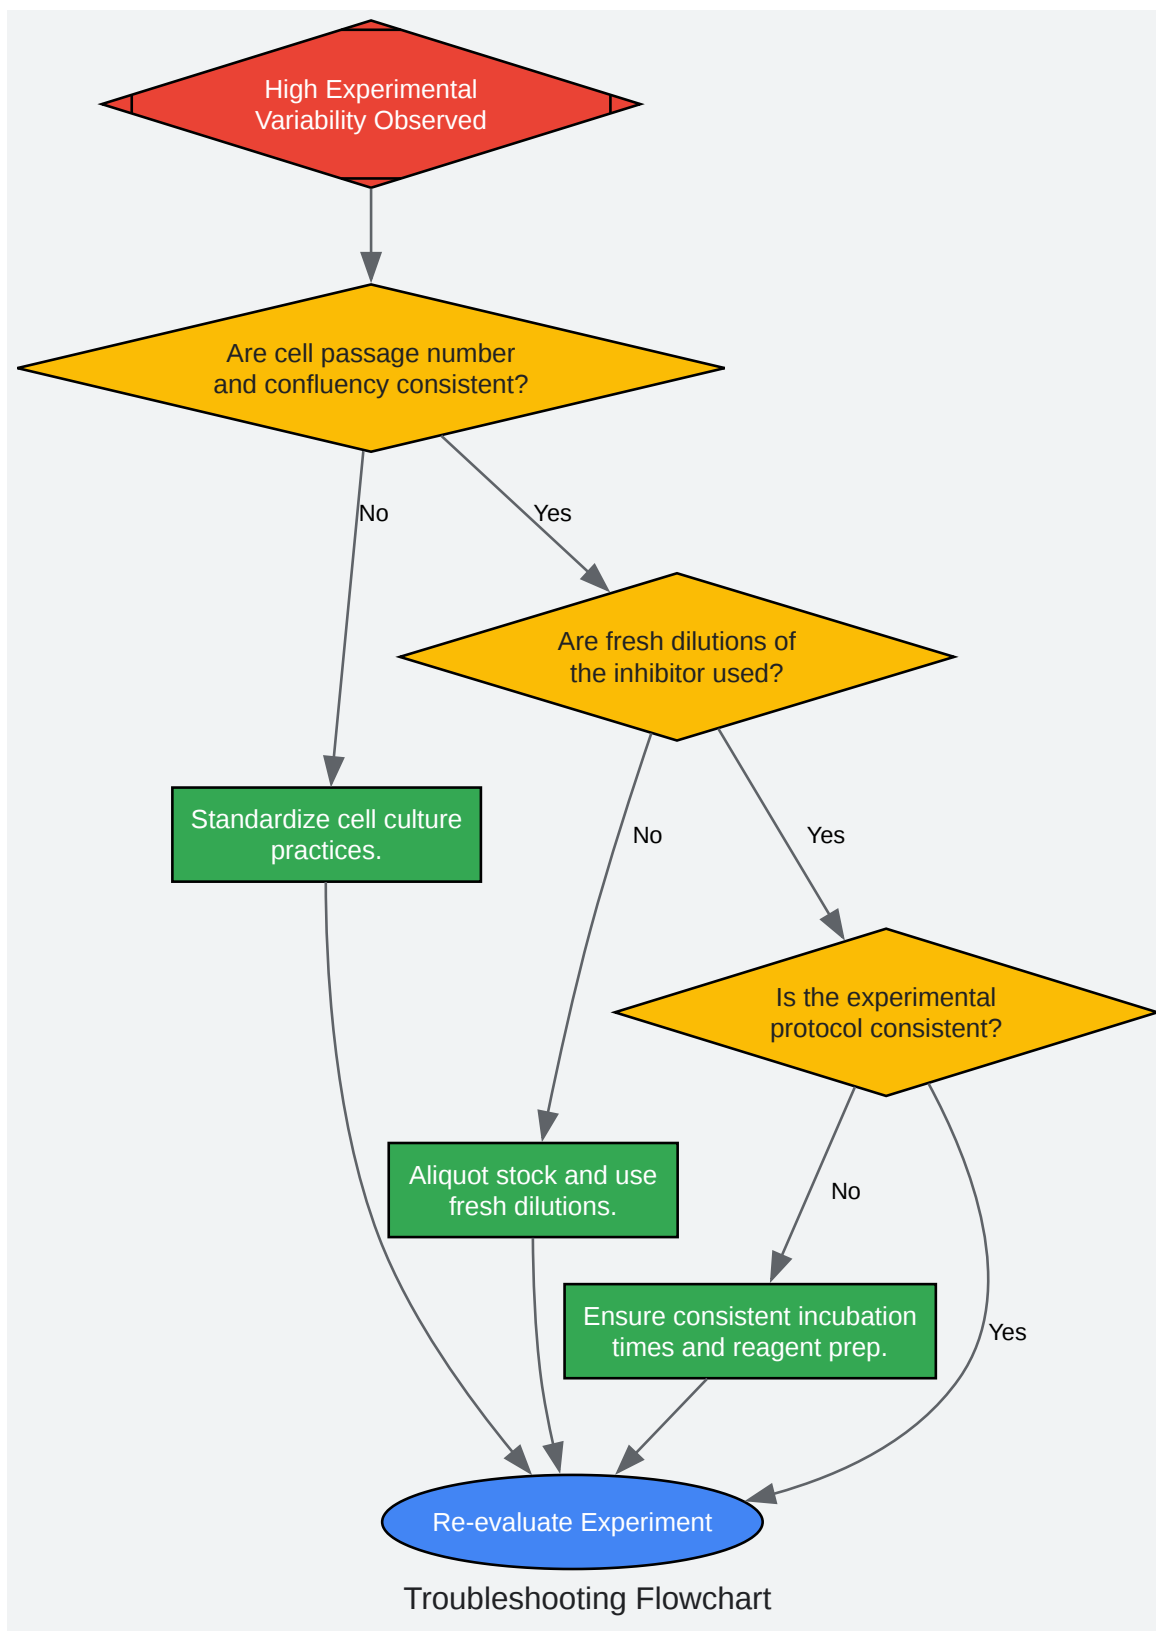 High Experimental
Variability Observed
Are cell passage number
and confluency consistent?
No
Yes
Are fresh dilutions of
the inhibitor used?
Standardize cell culture
practices.
No
Yes
Is the experimental
protocol consistent?
Aliquot stock and use
fresh dilutions.
No
Ensure consistent incubation
times and reagent prep.
Yes
Re-evaluate Experiment
Troubleshooting Flowchart